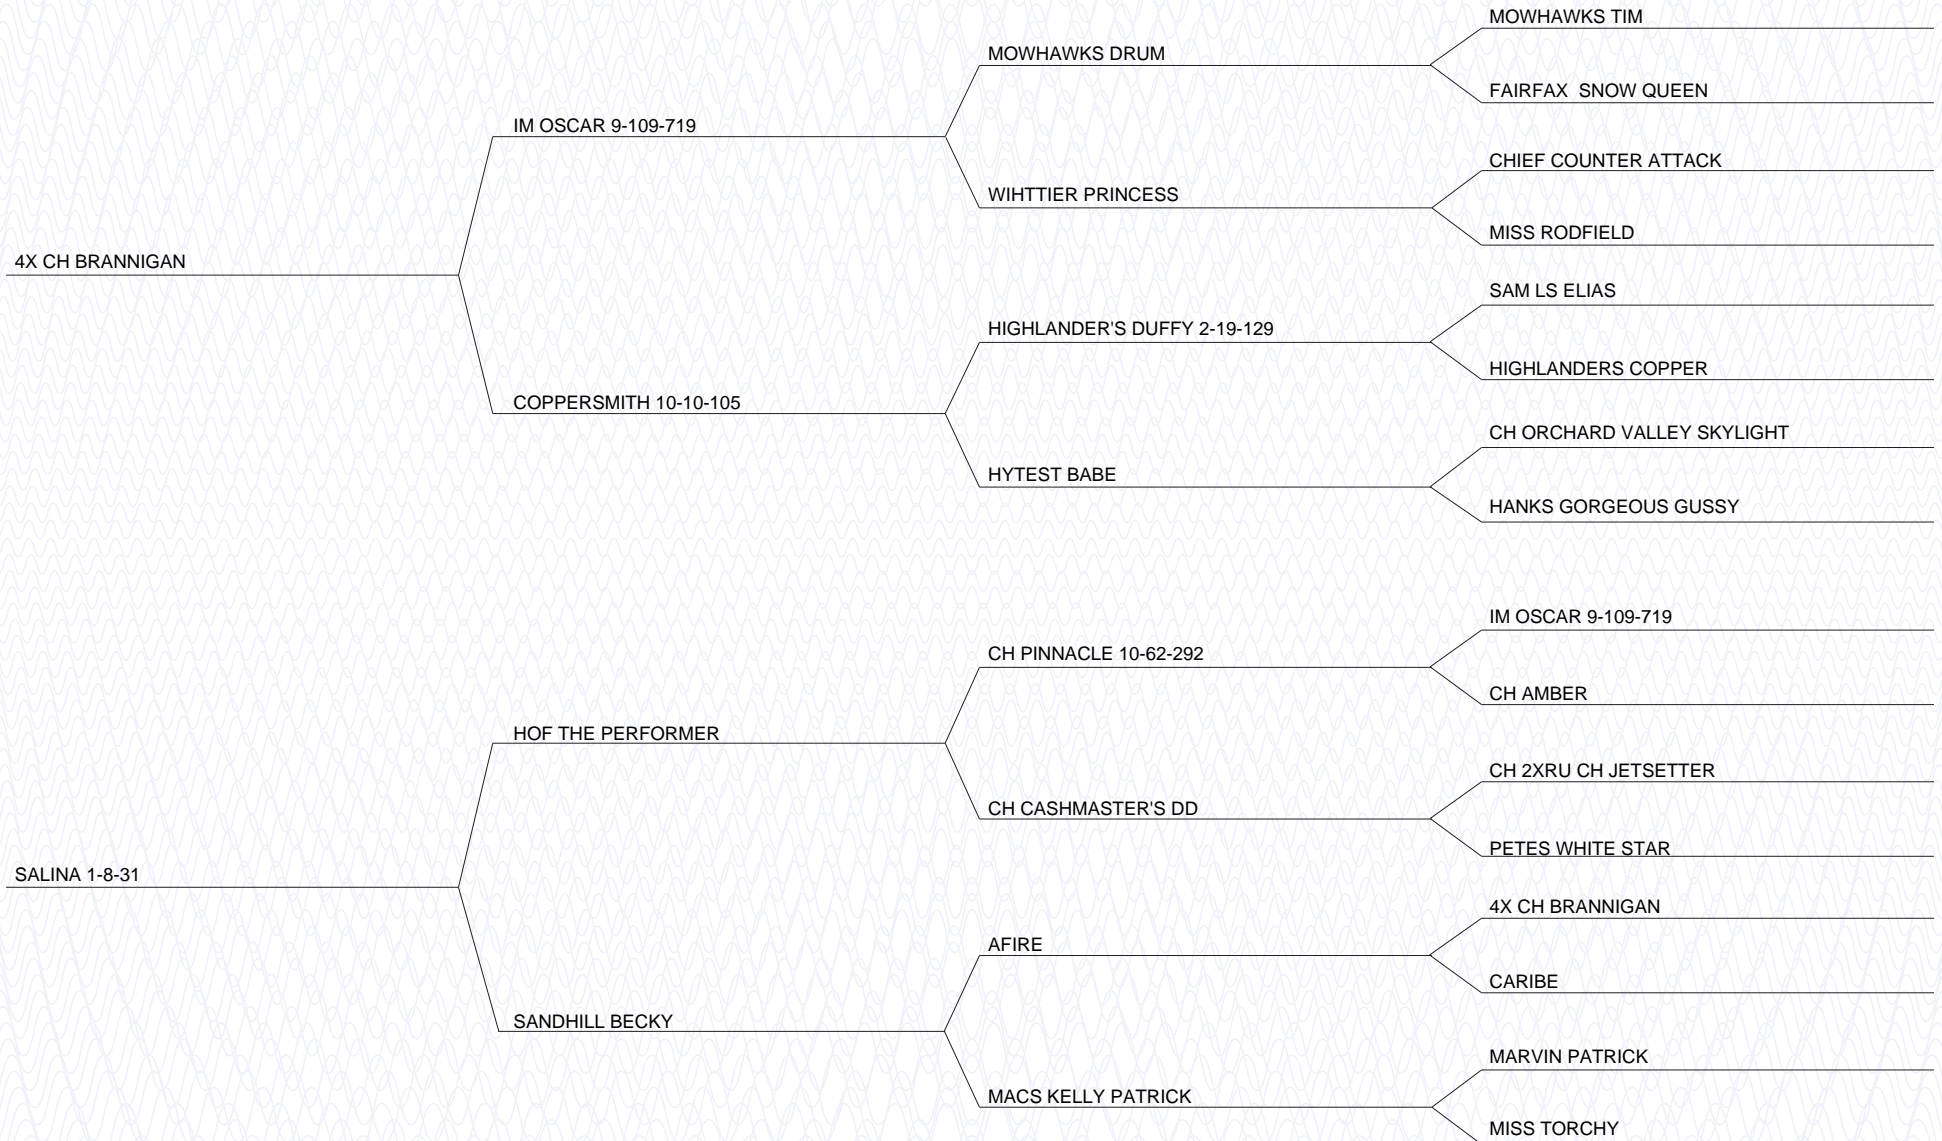 MOWHAWKS TIM
MOWHAWKS DRUM
FAIRFAX  SNOW QUEEN
IM OSCAR 9-109-719
CHIEF COUNTER ATTACK
WIHTTIER PRINCESS
MISS RODFIELD
4X CH BRANNIGAN
SAM LS ELIAS
HIGHLANDER'S DUFFY 2-19-129
HIGHLANDERS COPPER
COPPERSMITH 10-10-105
CH ORCHARD VALLEY SKYLIGHT
HYTEST BABE
HANKS GORGEOUS GUSSY
IM OSCAR 9-109-719
CH PINNACLE 10-62-292
CH AMBER
HOF THE PERFORMER
CH 2XRU CH JETSETTER
CH CASHMASTER'S DD
PETES WHITE STAR
SALINA 1-8-31
4X CH BRANNIGAN
AFIRE
CARIBE
SANDHILL BECKY
MARVIN PATRICK
MACS KELLY PATRICK
MISS TORCHY